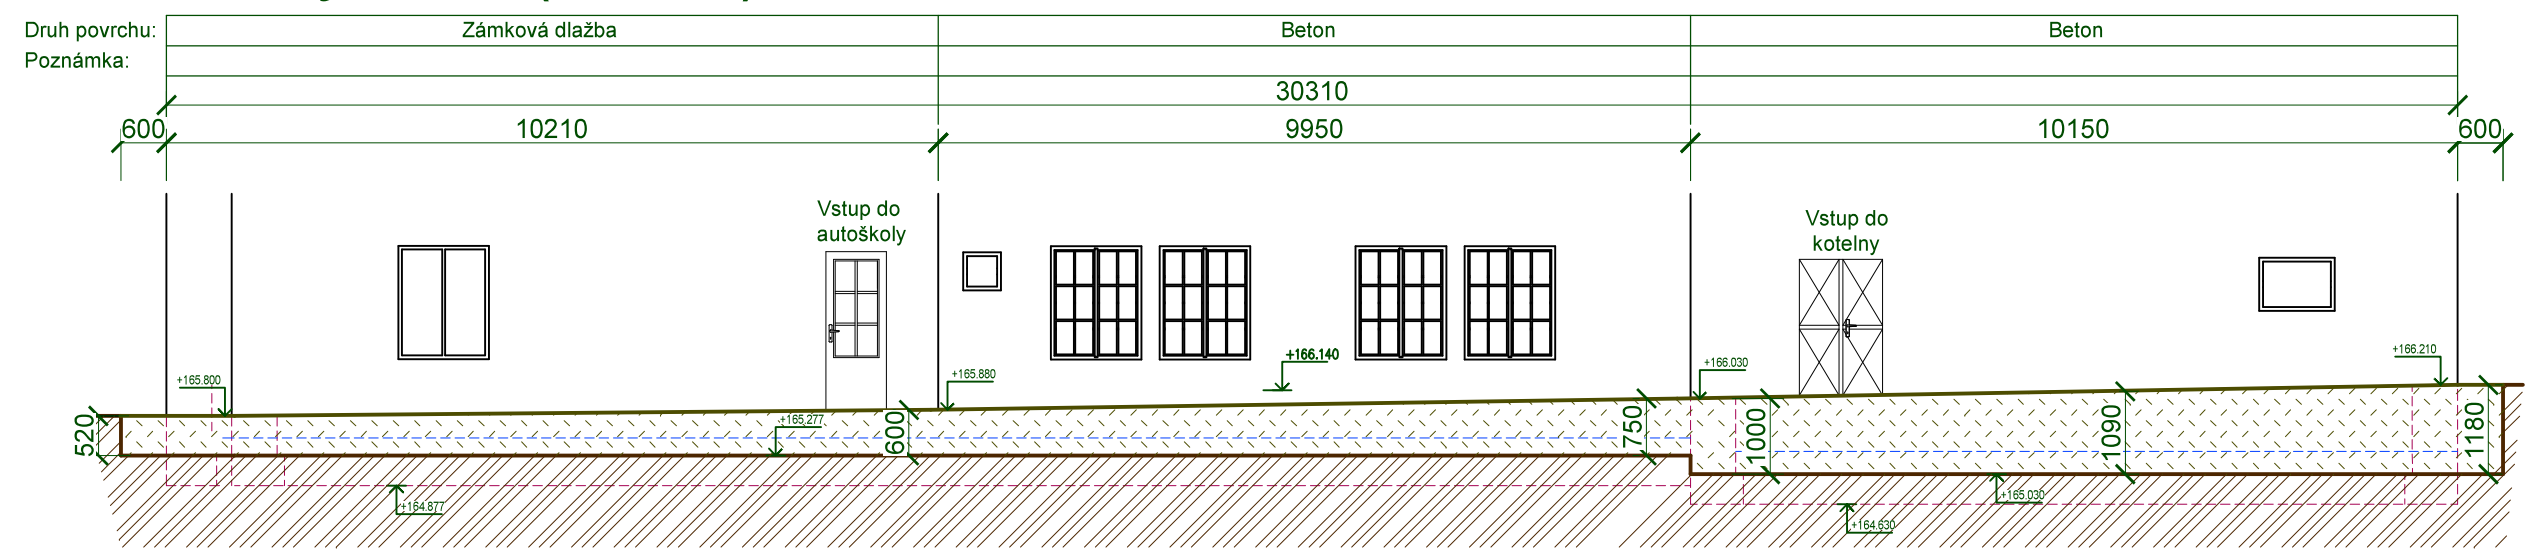 Druh povrchu: Zámková dlažba Beton Beton
Poznámka:
30310
600 10210 9950 10150 600
Vstup do
autoškoly
Vstup do
kotelny
+166.140
+165.800 +165.880 +166.030 +166.210
+165.277
520 600 750 1000 1090 1180
+164.877 +165.030
+164.630